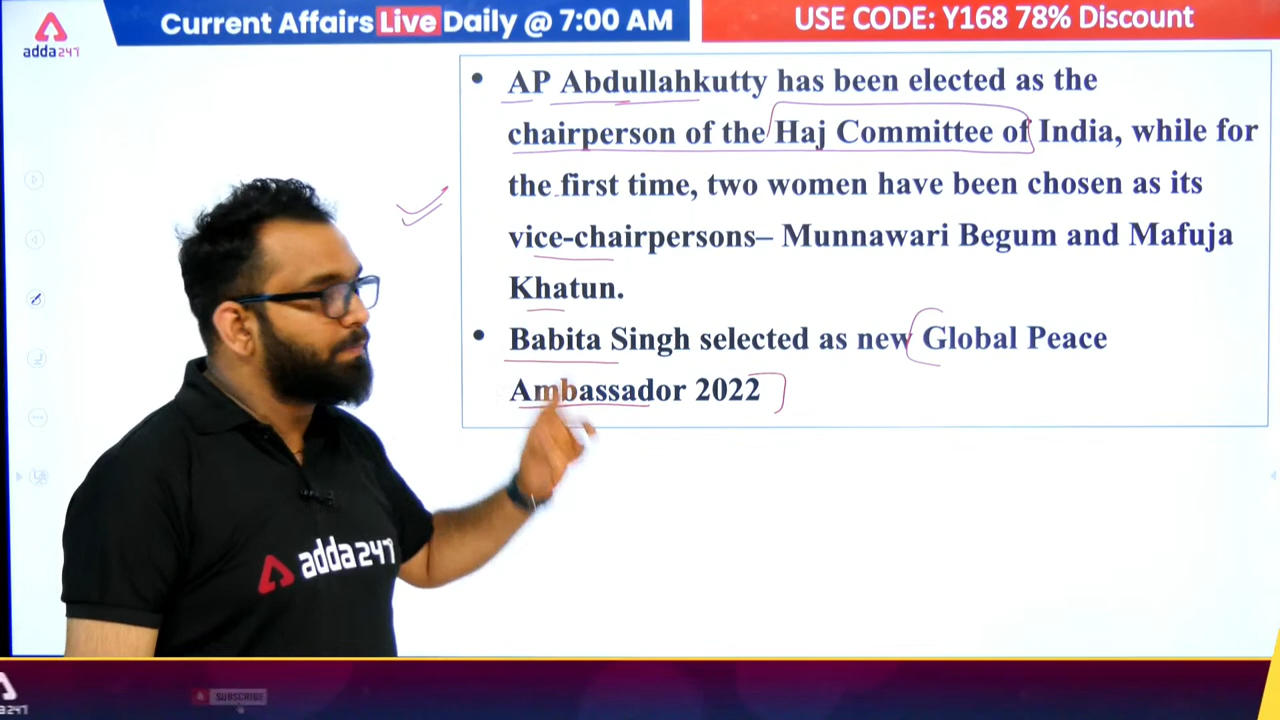 adda247
Current Affairs Live Daily @ 7:00 AM
USE CODE: Y168 78% Discount
• AP Abdullahkutty has been elected as the
chairperson of the Haj Committee of India, while for
the first time, two women have been chosen as its
vice-chairpersons– Munnawari Begum and Mafuja
Khatun.
• Babita Singh selected as new Global Peace
Ambassador 2022
adda247
SUBSCRIBE